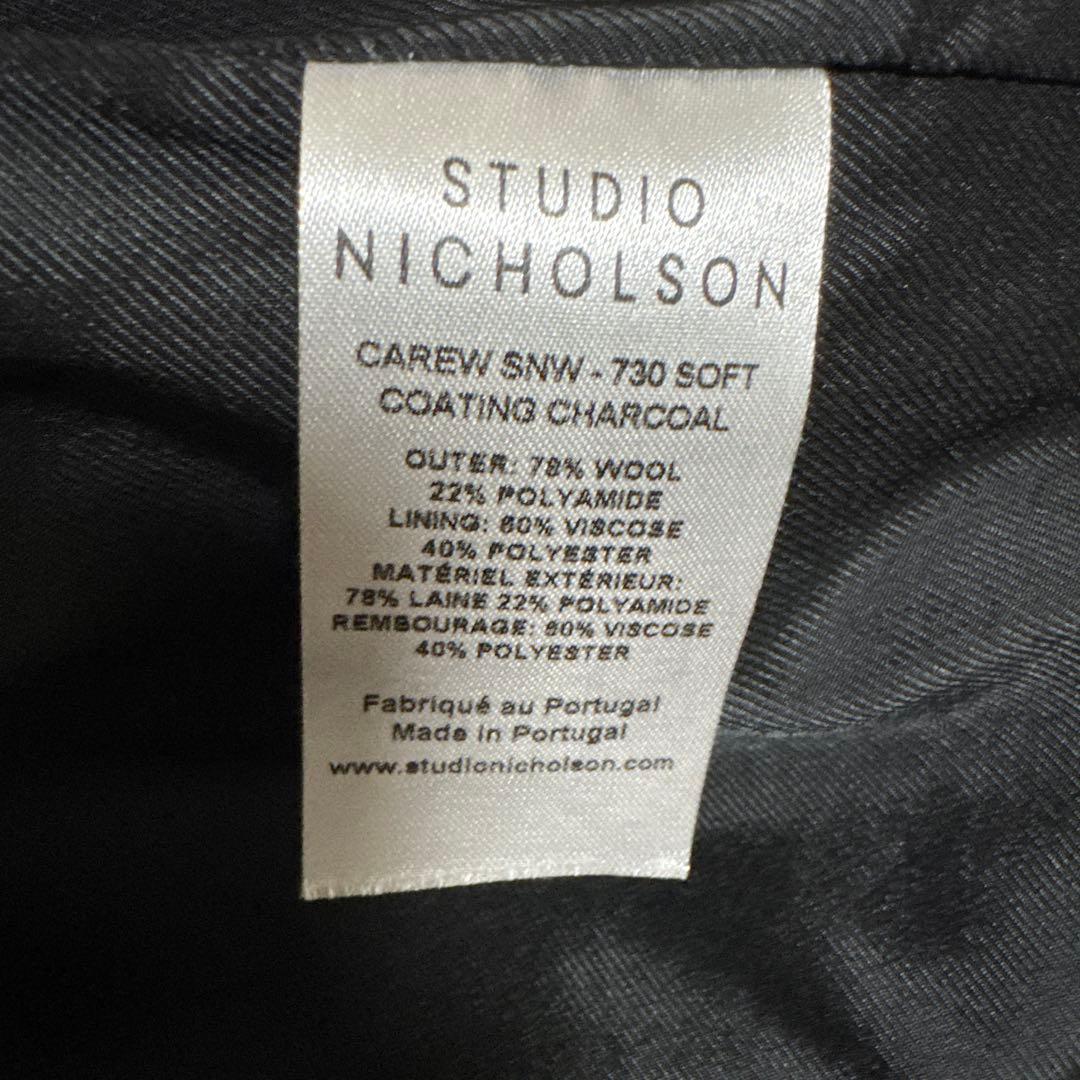 STUDIO
NICHOLSON
CAREW SNW - 730 SOFT
COATING CHARCOAL
OUTER: 78% WOOL
22% POLYAMIDE
LINING: 60% VISCOSE
40% POLYESTER
MATÉRIEL EXTÉRIEUR:
78% LAINE 22% POLYAMIDE
REMBOURAGE: 60% VISCOSE
40% POLYESTER
Fabriqué au Portugal
Made in Portugal
www.studionicholson.com